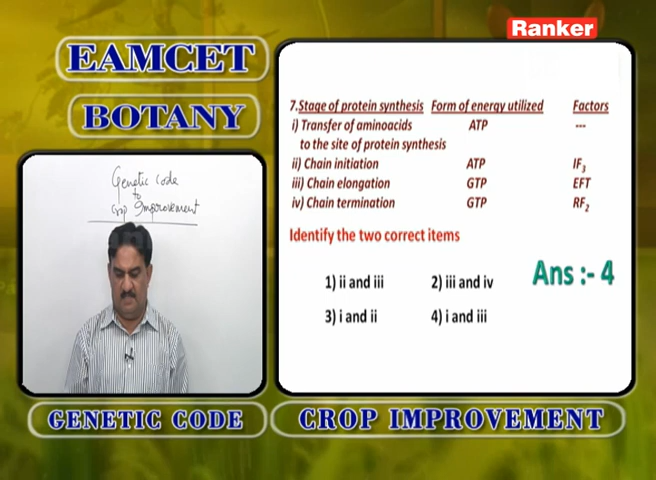 Ranker
EAMCET
BOTANY
Genetic Code
to
Improvement
7.Stage of protein synthesis Form of energy utilized Factors
i) Transfer of aminoacids ATP ---
to the site of protein synthesis
ii) Chain initiation ATP IF3
iii) Chain elongation GTP EFT
iv) Chain termination GTP RF2
Identify the two correct items
1) ii and iii 2) iii and iv
3) i and ii 4) i and iii
Ans :- 4
GENETIC CODE
CROP IMPROVEMENT